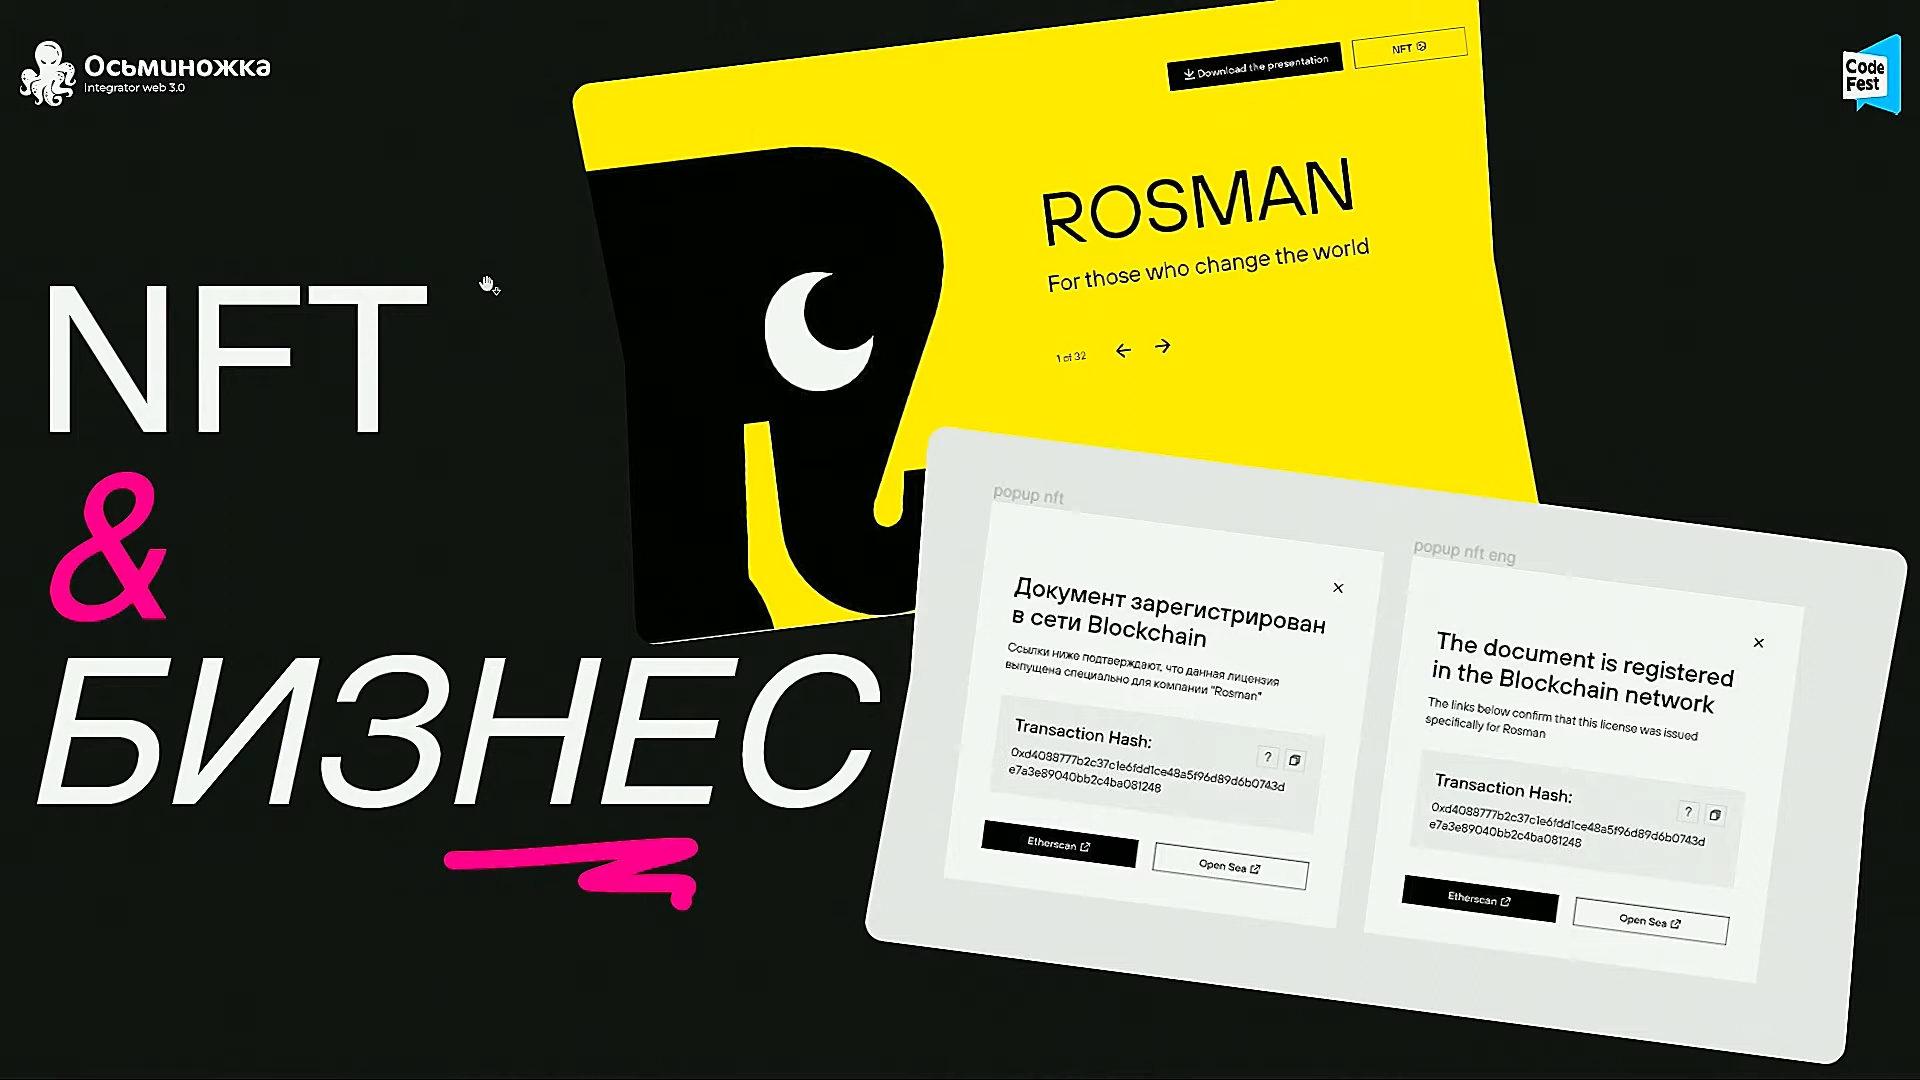 Осьминожка
Integrator web 3.0
Code
Fest
NFT
&
БИЗНЕС
Download the presentation
NFT
ROSMAN
For those who change the world
1 of 32
popup nft
Документ зарегистрирован
в сети Blockchain
Ссылки ниже подтверждают, что данная лицензия
выпущена специально для компании "Rosman"
Transaction Hash:
?
0xd4088777b2c37c1e6fdd1ce48a5f96d89d6b0743d
e7a3e89040bb2c4ba081248
Etherscan
Open Sea
popup nft eng
The document is registered
in the Blockchain network
The links below confirm that this license was issued
specifically for Rosman
Transaction Hash:
?
0xd4088777b2c37c1e6fdd1ce48a5f96d89d6b0743d
e7a3e89040bb2c4ba081248
Etherscan
Open Sea